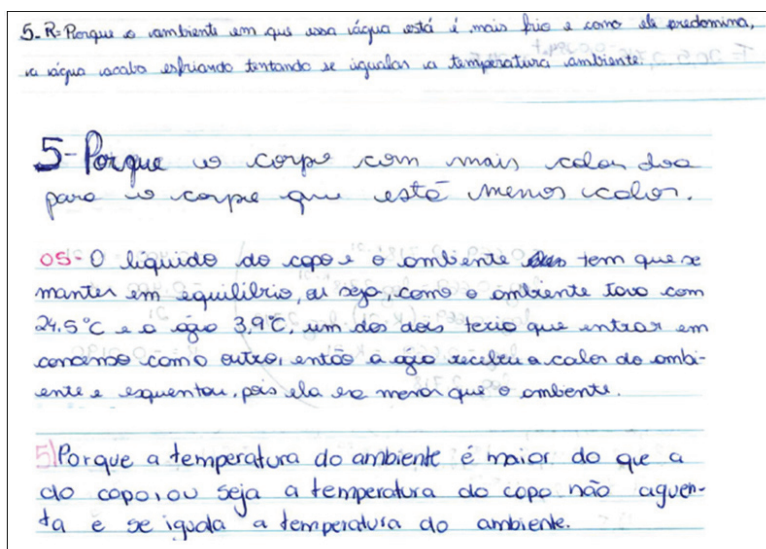 5-R= Porque o ambiente em que essa água está é mais frio e como ele predomina,
a água acaba esfriando tentando se igualar a temperatura ambiente.
5-Porque o corpo com mais calor doa
para o corpo que está menos calor.
05- O líquido do copo e o ambiente tem que se
manter em equilíbrio, ou seja, como o ambiente tava com
24,5°C e a água 3,9°C, um dos dois teria que entrar em
consenso com o outro, então a água recebeu a calor do ambi-
ente e esquentou, pois ela era menor que o ambiente.
5) Porque a temperatura do ambiente é maior do que a
do copo, ou seja a temperatura do copo não aguen-
ta e se iguala a temperatura do ambiente.